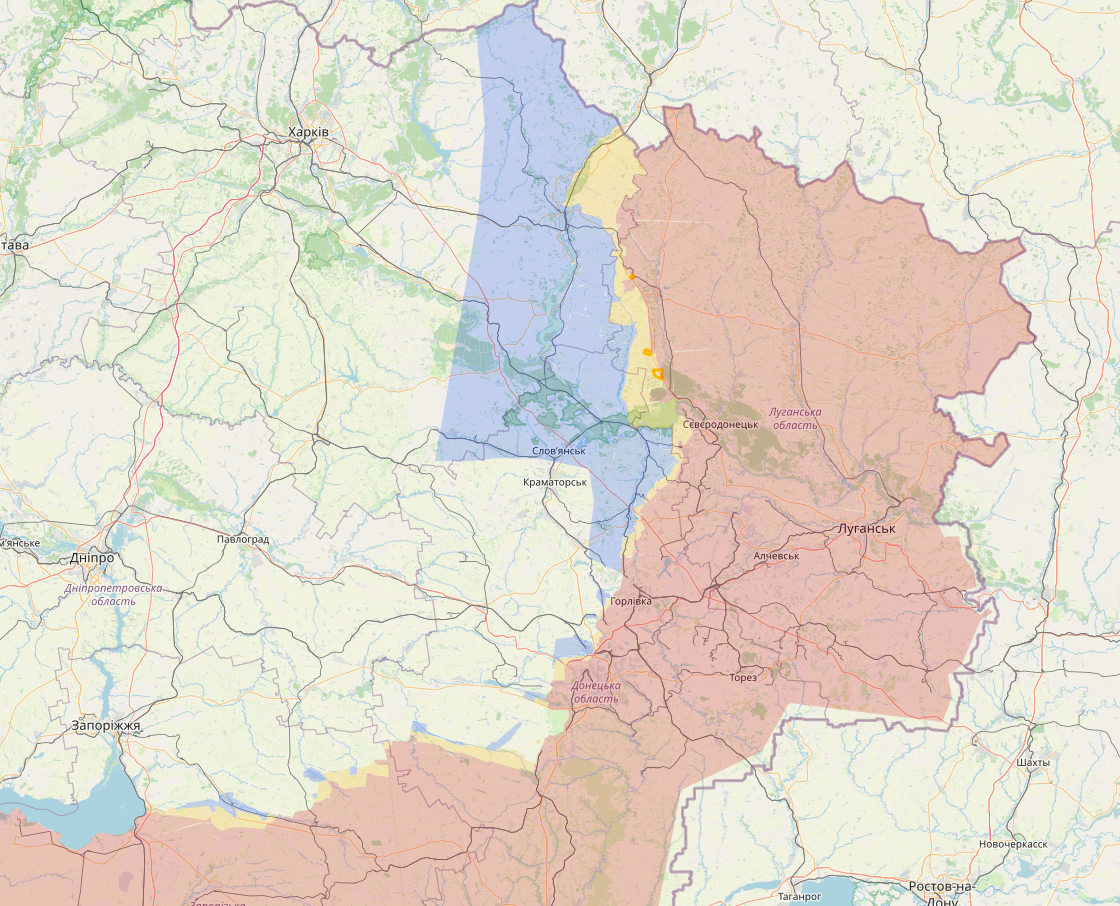 Харків
тава
Сєвєродонецьк
Луганська
область
Слов'янськ
Краматорськ
Луганськ
Павлоград
м'янське
Дніпро
Алчевськ
Дніпропетровська
область
Горлівка
Торез
Донецька
область
Запоріжжя
Шахты
Новочеркасск
Таганрог
Ростов-на-
Дону
Запорізька